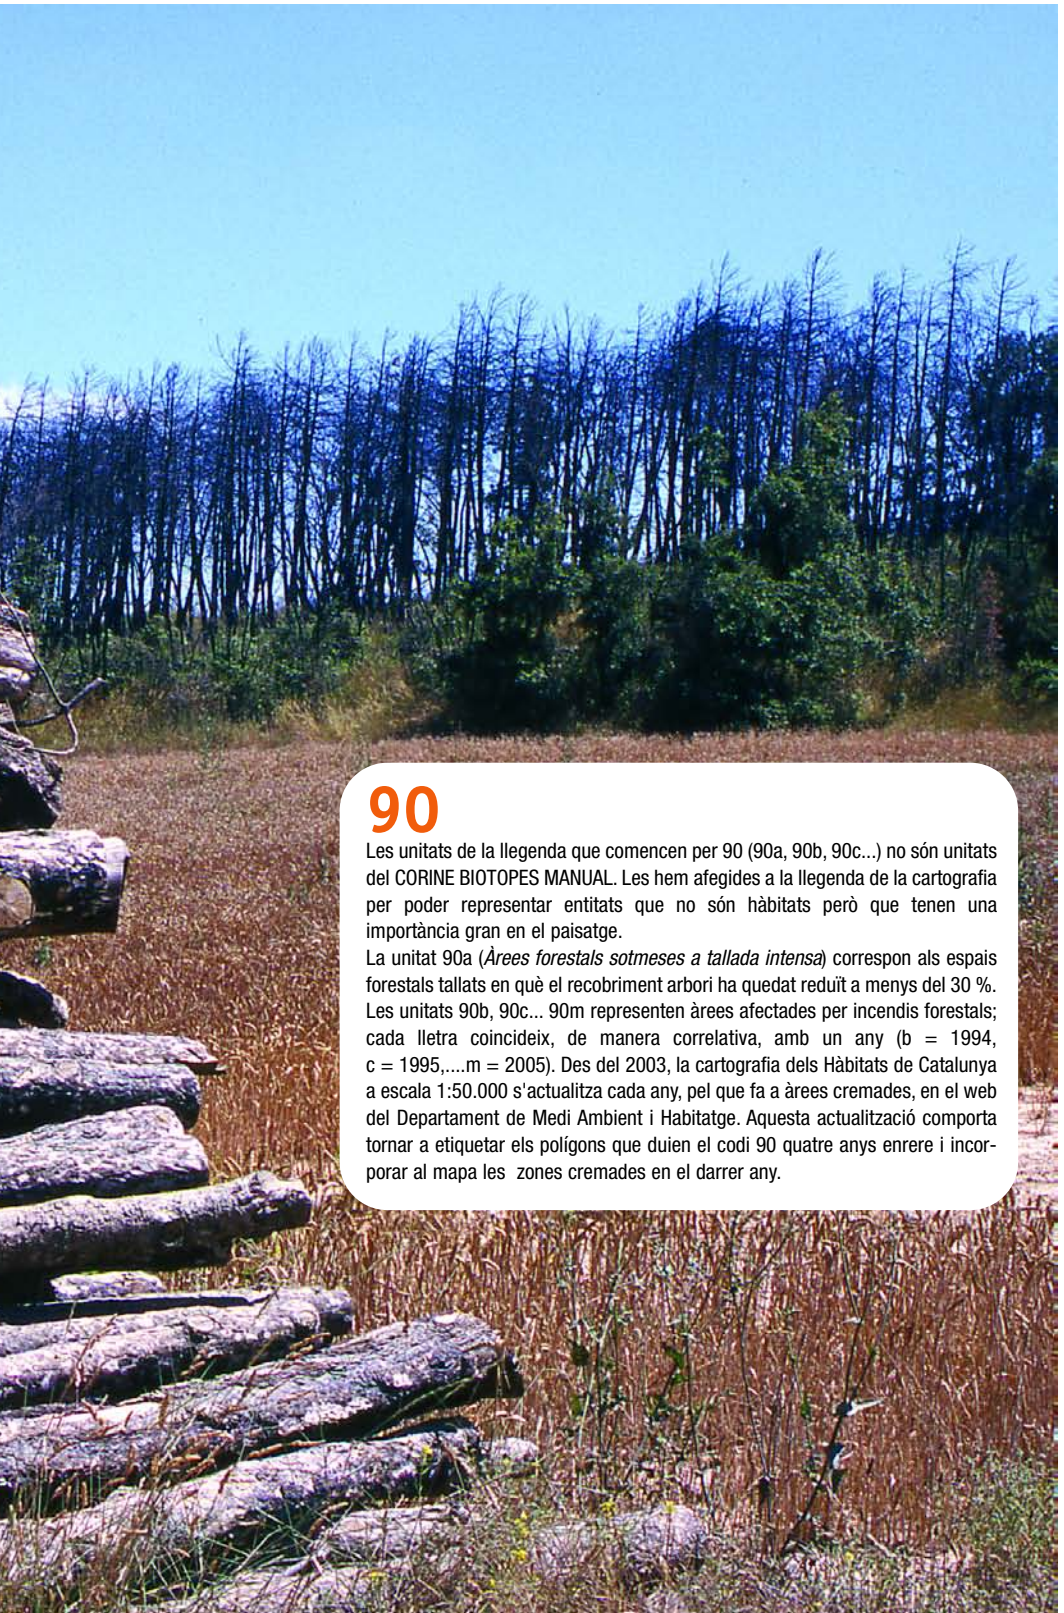 90
Les unitats de la llegenda que comencen per 90 (90a, 90b, 90c...) no són unitats
del CORINE BIOTOPES MANUAL. Les hem afegides a la llegenda de la cartografia
per poder representar entitats que no són hàbitats però que tenen una
importància gran en el paisatge.
La unitat 90a (Àrees forestals sotmeses a tallada intensa) correspon als espais
forestals tallats en què el recobriment arbori ha quedat reduït a menys del 30 %.
Les unitats 90b, 90c... 90m representen àrees afectades per incendis forestals;
cada lletra coincideix, de manera correlativa, amb un any (b = 1994,
c = 1995,....m = 2005). Des del 2003, la cartografia dels Hàbitats de Catalunya
a escala 1:50.000 s'actualitza cada any, pel que fa a àrees cremades, en el web
del Departament de Medi Ambient i Habitatge. Aquesta actualització comporta
tornar a etiquetar els polígons que duien el codi 90 quatre anys enrere i incor-
porar al mapa les zones cremades en el darrer any.